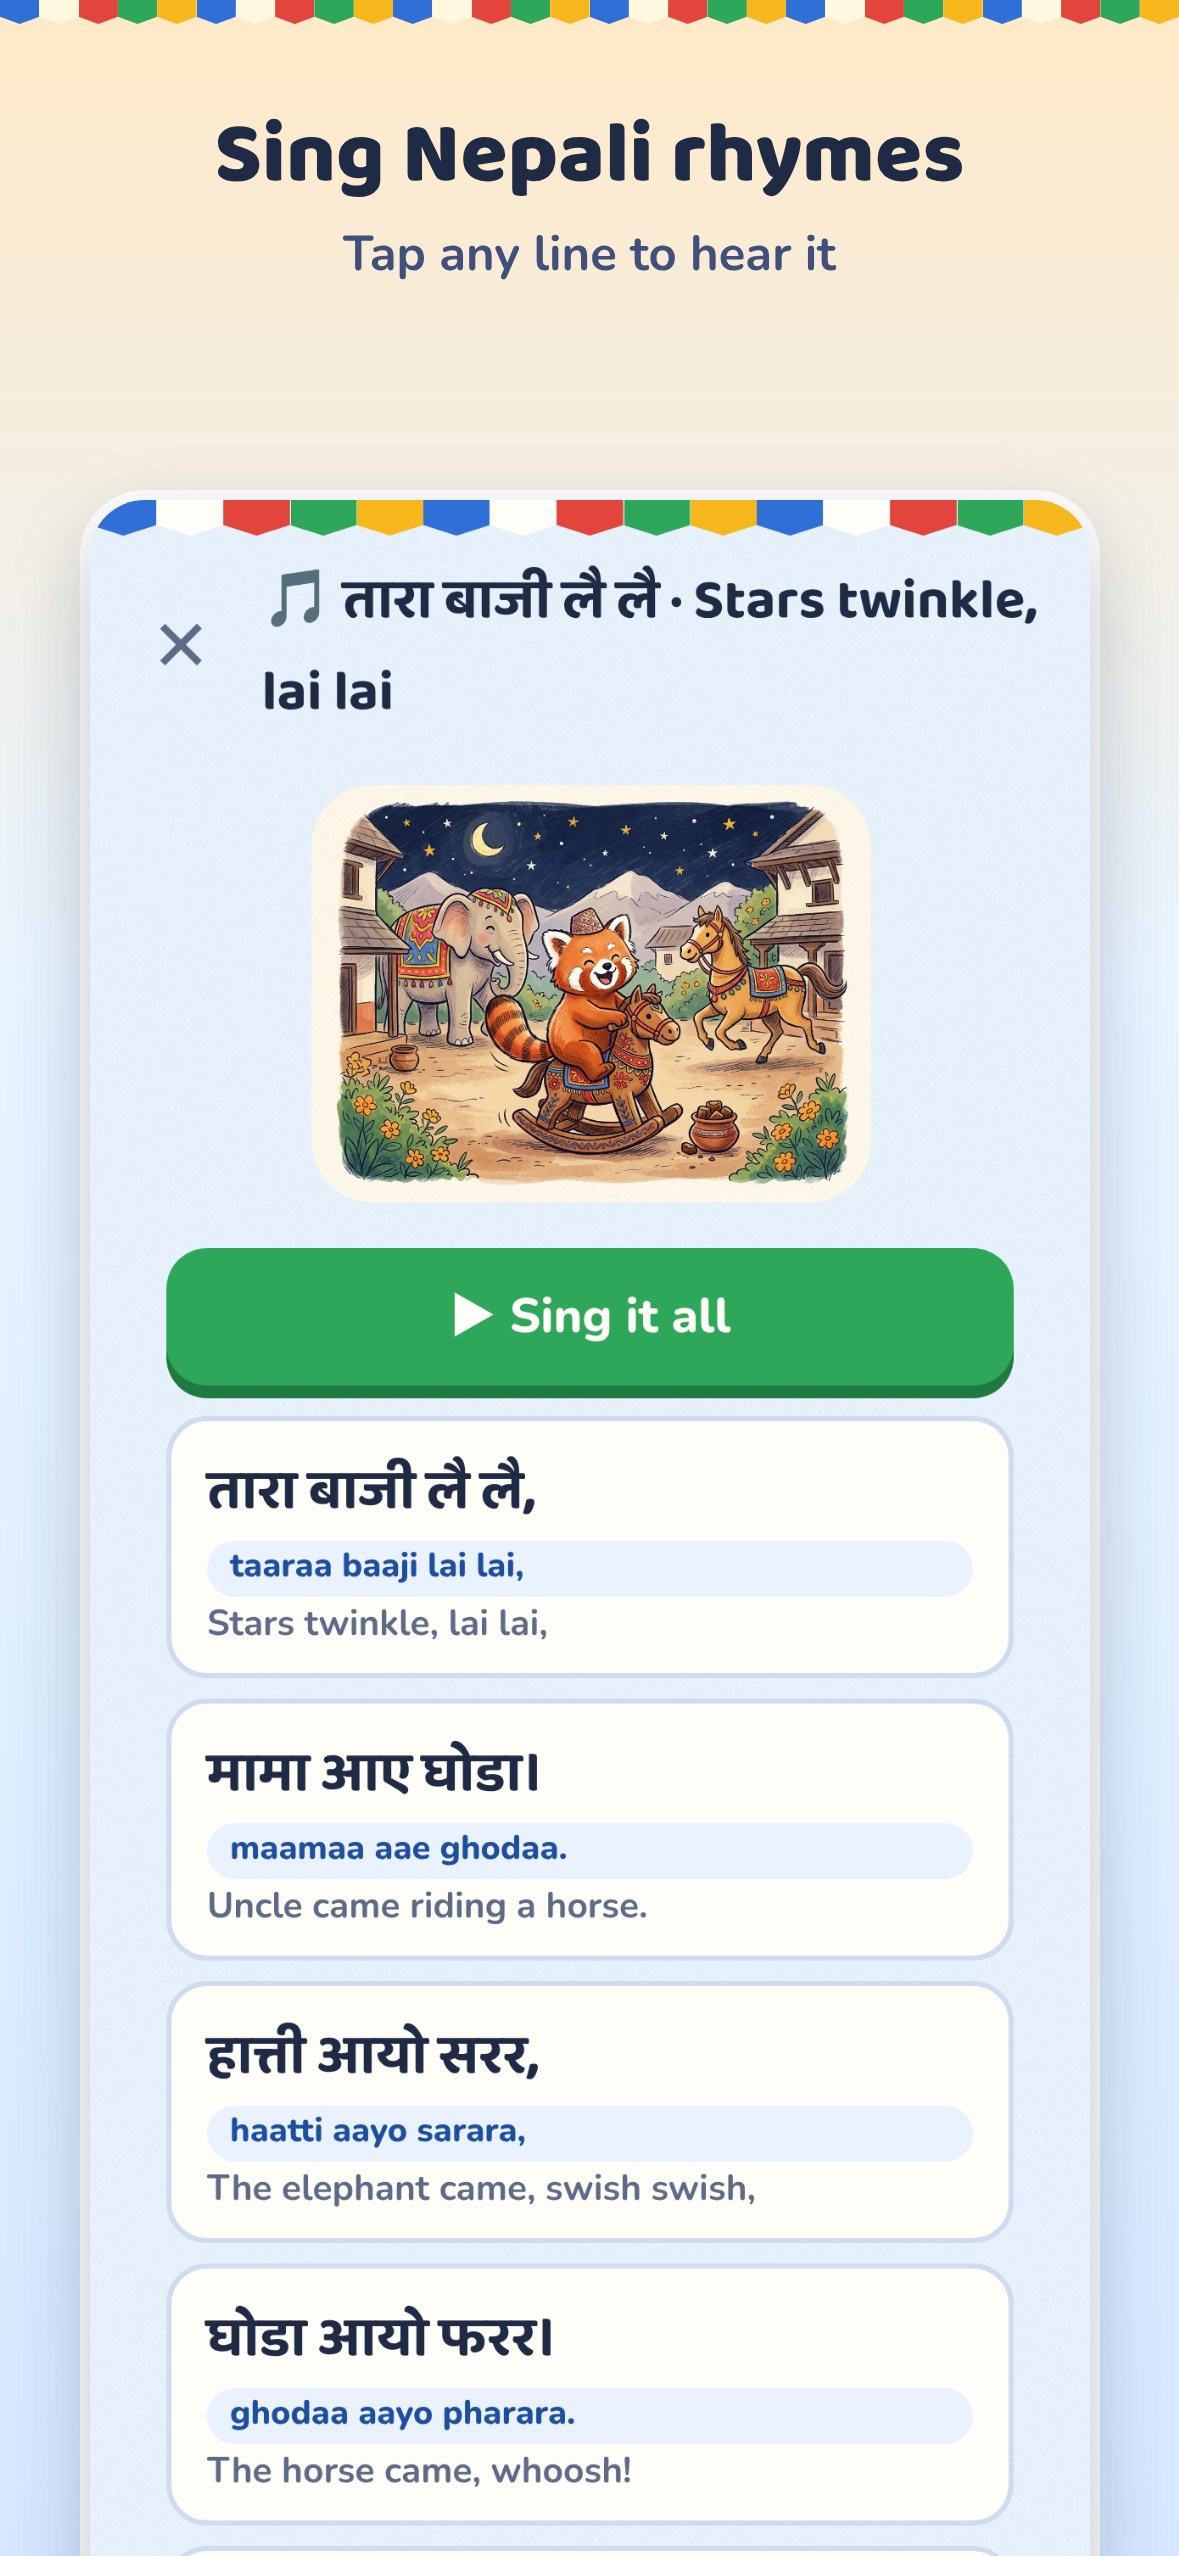 Sing Nepali rhymes
Tap any line to hear it
तारा बाजी लै लै · Stars twinkle,
lai lai
Sing it all
तारा बाजी लै लै,
taaraa baaji lai lai,
Stars twinkle, lai lai,
मामा आए घोडा।
maamaa aae ghodaa.
Uncle came riding a horse.
हात्ती आयो सरर,
haatti aayo sarara,
The elephant came, swish swish,
घोडा आयो फरर।
ghodaa aayo pharara.
The horse came, whoosh!